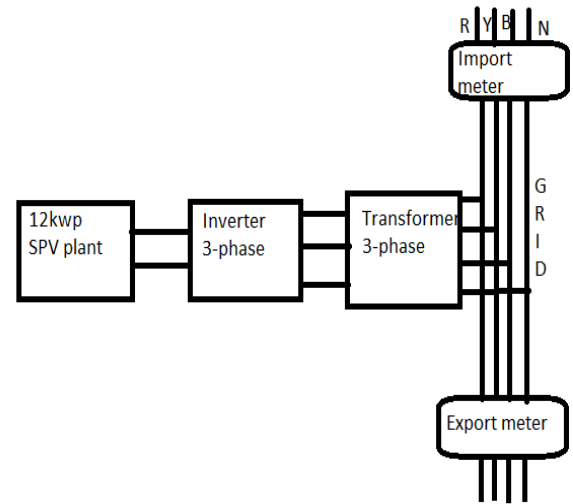 R Y B N
Import
meter
12kwp
SPV plant
Inverter
3-phase
Transformer
3-phase
G
R
I
D
Export meter